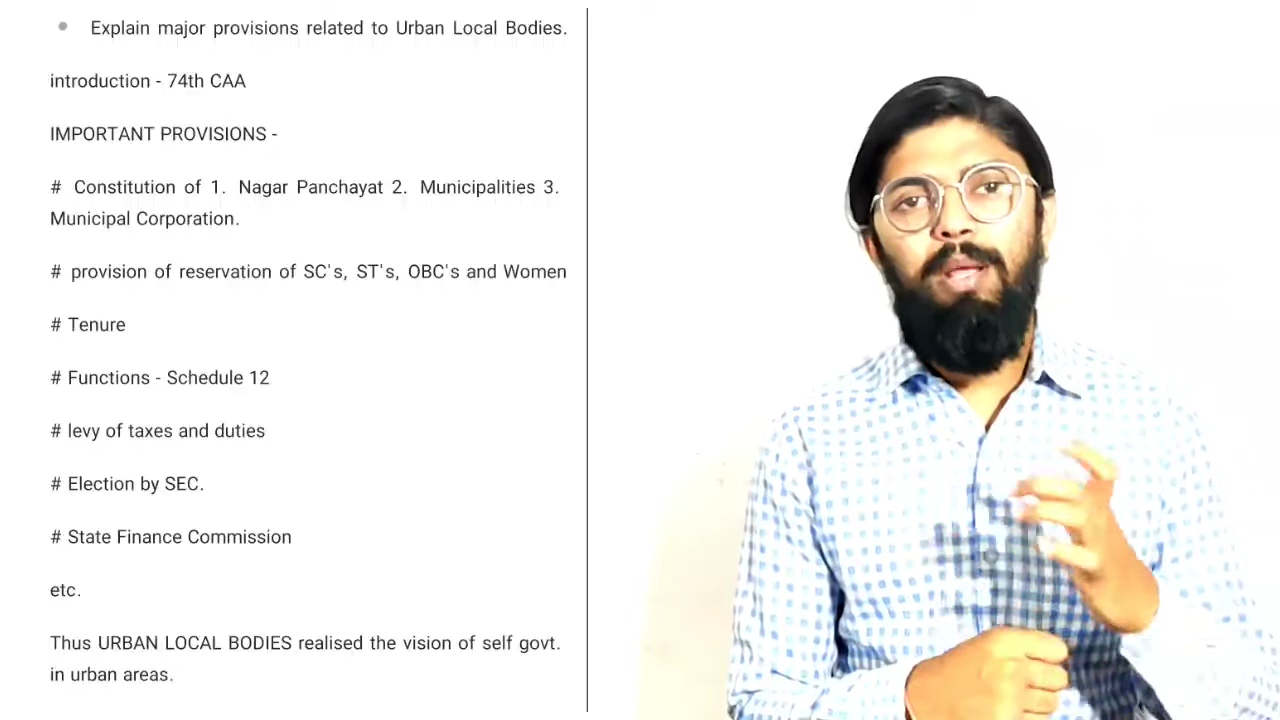 Explain major provisions related to Urban Local Bodies.
introduction - 74th CAA
IMPORTANT PROVISIONS -
# Constitution of 1. Nagar Panchayat 2. Municipalities 3.
Municipal Corporation.
# provision of reservation of SC's, ST's, OBC's and Women
# Tenure
# Functions - Schedule 12
# levy of taxes and duties
# Election by SEC.
# State Finance Commission
etc.
Thus URBAN LOCAL BODIES realised the vision of self govt.
in urban areas.